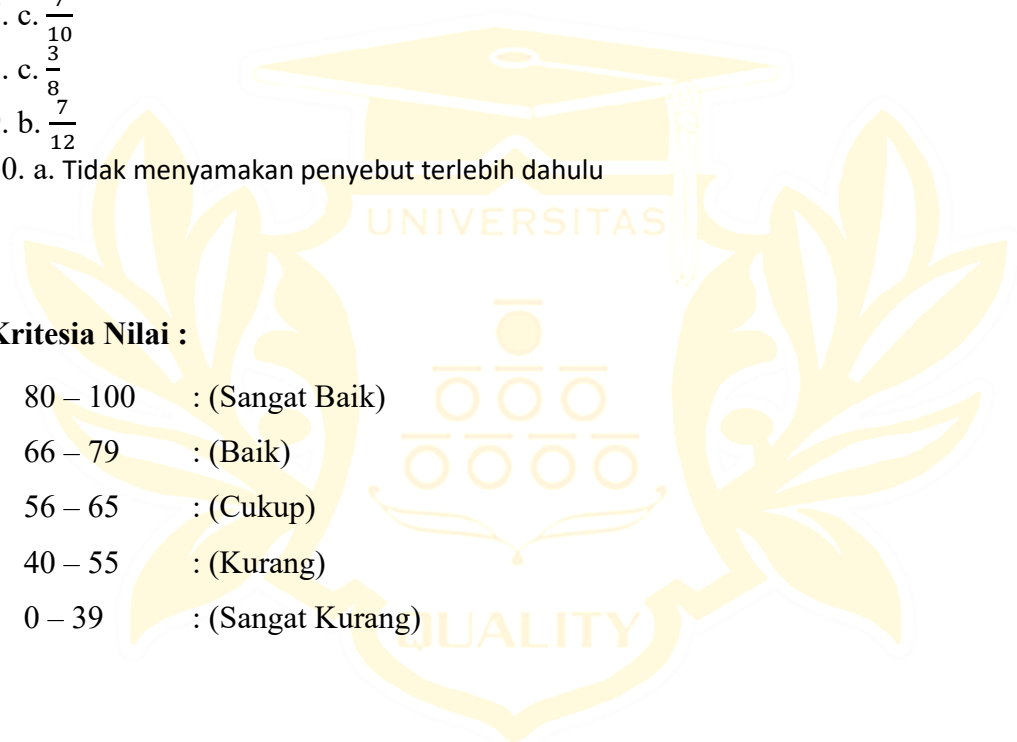 . c. 7/10
. c. 3/8
. b. 7/12
0. a. Tidak menyamakan penyebut terlebih dahulu
UNIVERSITAS
Kritesia Nilai :
80 – 100 : (Sangat Baik)
66 – 79 : (Baik)
56 – 65 : (Cukup)
40 – 55 : (Kurang)
0 – 39 : (Sangat Kurang)
QUALITY